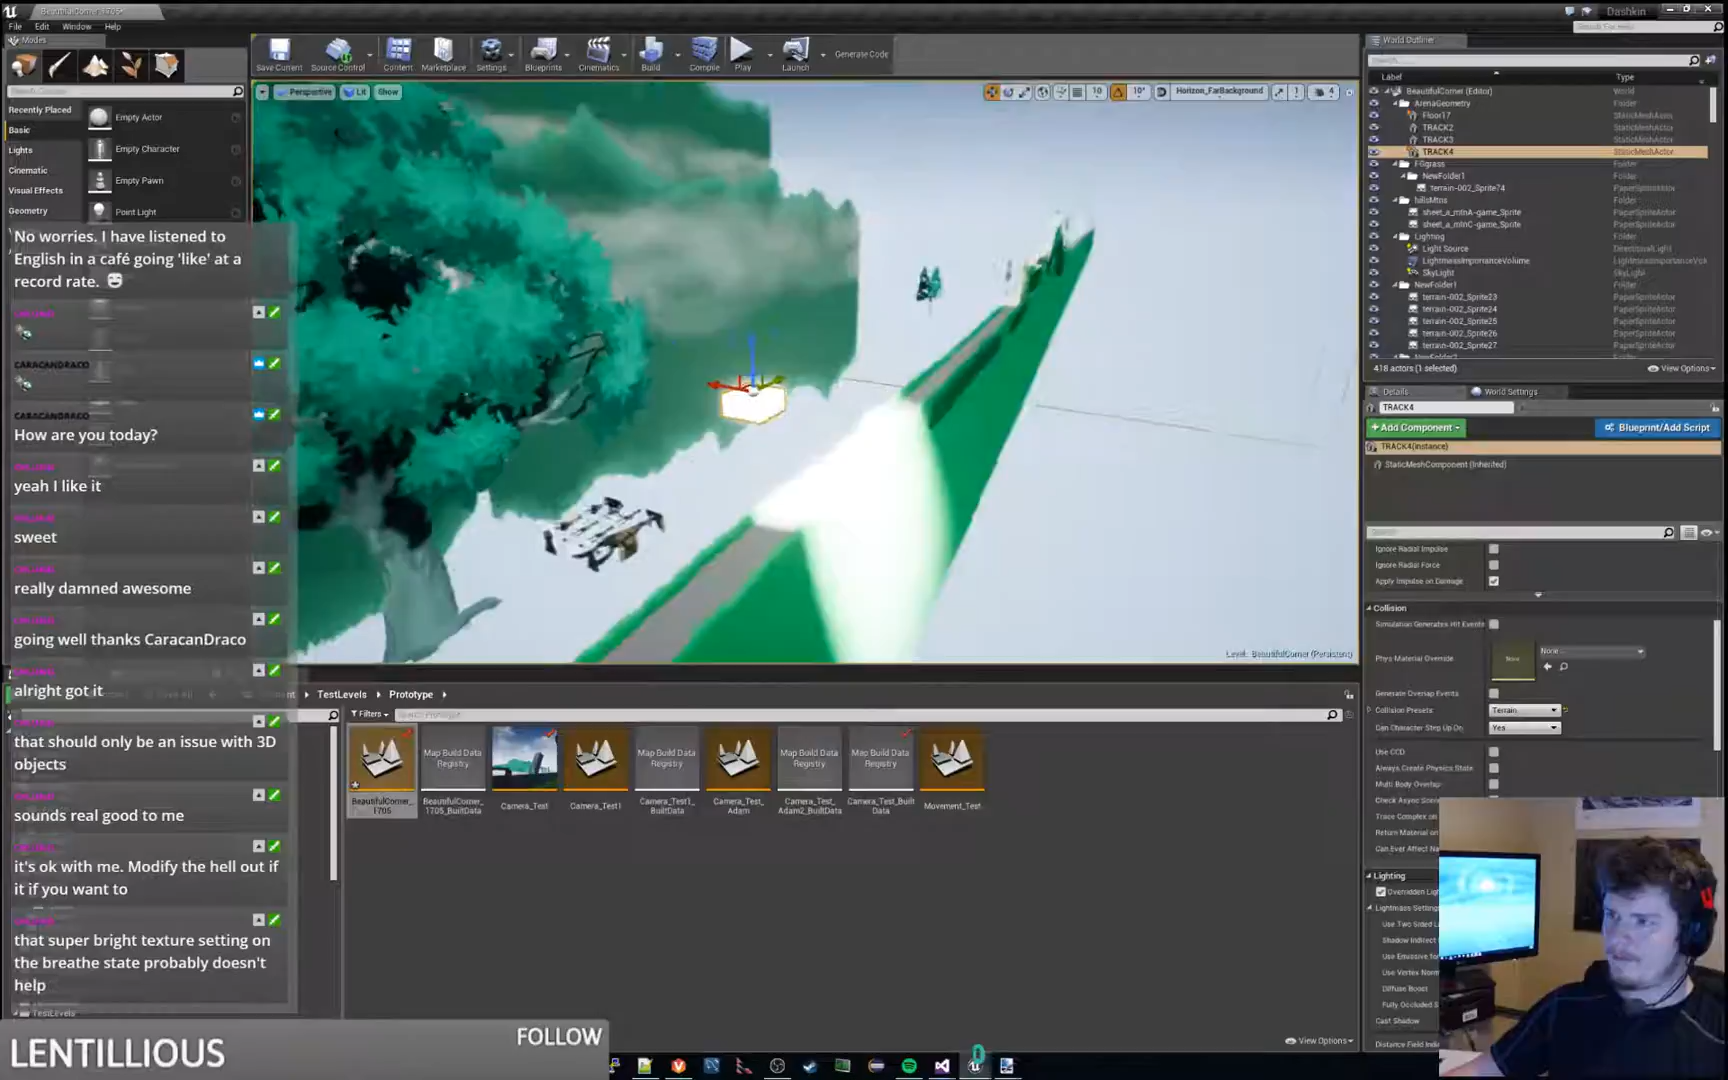 BeautifulCorner_1705*
Dashkin
File Edit Window Help
Modes
Save Current
Source Control
Content
Marketplace
Settings
Blueprints
Cinematics
Build
Compile
Play
Launch
Generate Code
Recently Placed
Basic
Lights
Cinematic
Visual Effects
Geometry
Empty Actor
Empty Character
Empty Pawn
Point Light
Perspective
Lit
Show
10
10°
Horizon_FarBackground
1
4
Level: BeautifulCorner (Persistent)
World Outliner
Label Type
BeautifulCorner (Editor) World
ArenaGeometry Folder
Floor17 StaticMeshActor
TRACK2 StaticMeshActor
TRACK3 StaticMeshActor
TRACK4 StaticMeshActor
FGgrass Folder
NewFolder1 Folder
terrain-002_Sprite74 PaperSpriteActor
hillsMtns Folder
sheet_a_mtnA-game_Sprite PaperSpriteActor
sheet_a_mtnC-game_Sprite PaperSpriteActor
Lighting Folder
Light Source DirectionalLight
LightmassImportanceVolume LightmassImportanceVol
SkyLight SkyLight
NewFolder1 Folder
terrain-002_Sprite23 PaperSpriteActor
terrain-002_Sprite24 PaperSpriteActor
terrain-002_Sprite25 PaperSpriteActor
terrain-002_Sprite26 PaperSpriteActor
terrain-002_Sprite27 PaperSpriteActor
418 actors (1 selected)
View Options
Details
World Settings
TRACK4
Add Component
Blueprint/Add Script
TRACK4(Instance)
StaticMeshComponent (Inherited)
Ignore Radial Impulse
Ignore Radial Force
Apply Impulse on Damage
Collision
Simulation Generates Hit Events
Phys Material Override
None
None
Generate Overlap Events
Collision Presets Terrain
Can Character Step Up On Yes
Use CCD
Always Create Physics State
Multi Body Overlap
Check Async Scene
Trace Complex on
Return Material on
Can Ever Affect Na
Lighting
Overridden Ligh
Lightmass Settings
Use Two Sided Li
Shadow Indirect
Use Emissive for
Use Vertex Norm
Diffuse Boost
Fully Occluded S
Cast Shadow
Distance Field Indi
No worries. I have listened to
English in a café going 'like' at a
record rate.
CARACANDRACO
CARACANDRACO
How are you today?
yeah I like it
sweet
really damned awesome
going well thanks CaracanDraco
alright got it
that should only be an issue with 3D
objects
sounds real good to me
it's ok with me. Modify the hell out if
it if you want to
that super bright texture setting on
the breathe state probably doesn't
help
TestLevels
TestLevels
Prototype
Filters
BeautifulCorner_
1705
Map Build Data
Registry
BeautifulCorner_
1705_BuiltData
Camera_Test
Camera_Test1
Map Build Data
Registry
Camera_Test1_
BuiltData
Camera_Test_
Adam
Map Build Data
Registry
Camera_Test_
Adam2_BuiltData
Map Build Data
Registry
Camera_Test_Built
Data
Movement_Test
View Options
LENTILLIOUS
FOLLOW